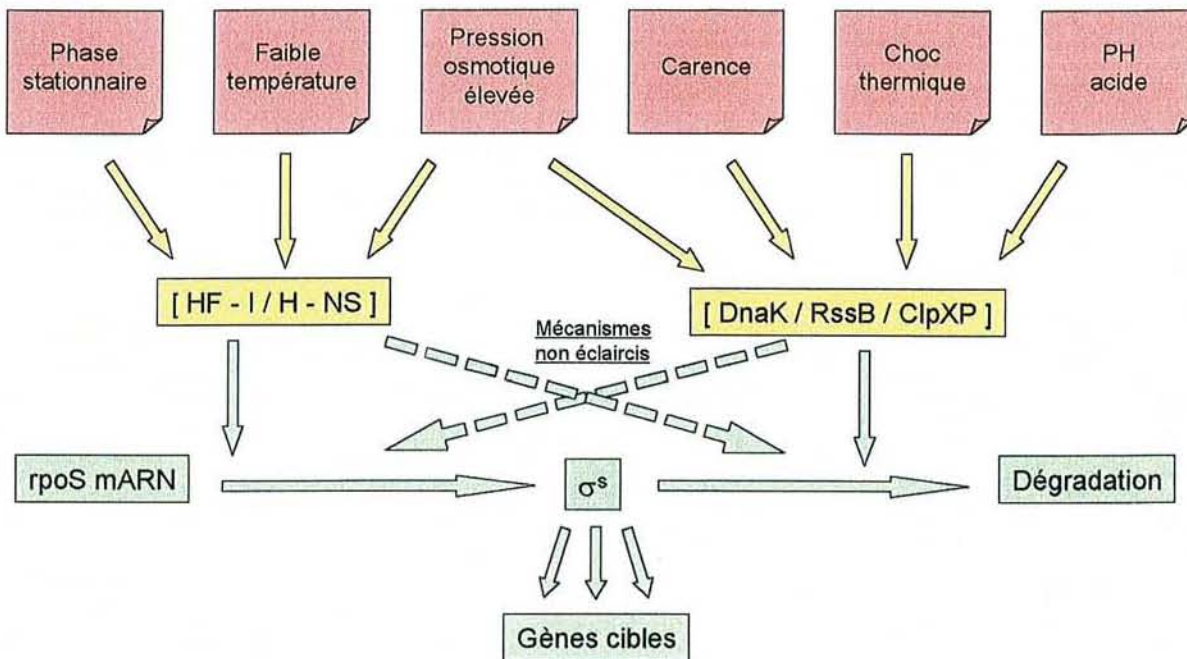 Phase
stationnaire
Faible
température
Pression
osmotique
élevée
Carence
Choc
thermique
PH
acide
[ HF - I / H - NS ]
[ DnaK / RssB / ClpXP ]
Mécanismes
non éclaircis
rpoS mARN
σˢ
Dégradation
Gènes cibles